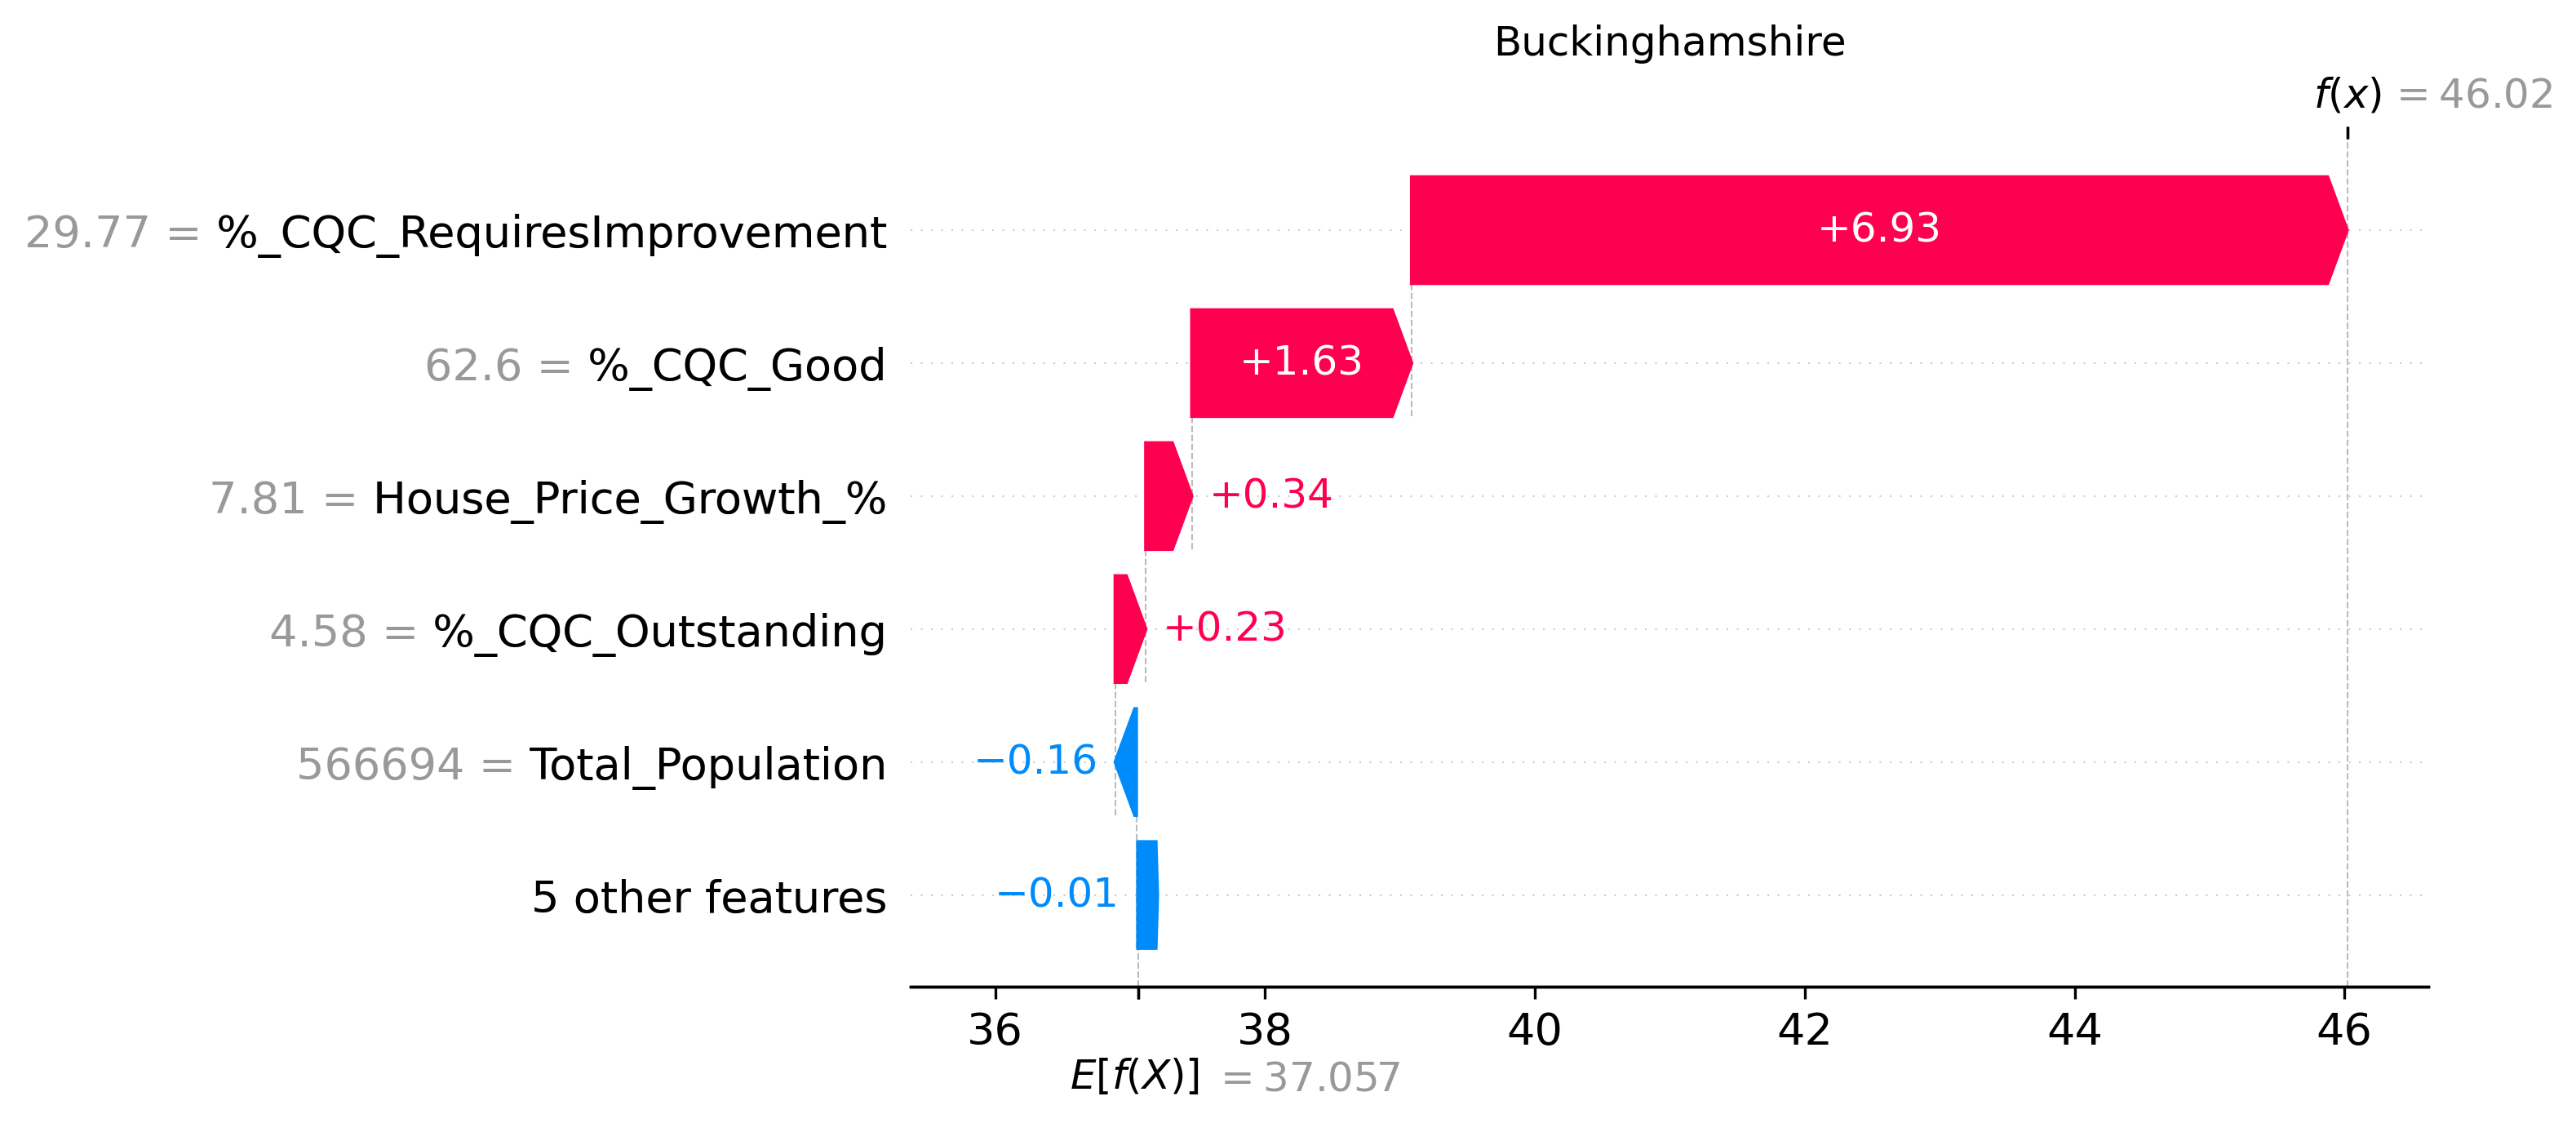 Buckinghamshire
f(x) = 46.02
29.77 = %_CQC_RequiresImprovement
+6.93
62.6 = %_CQC_Good
+1.63
7.81 = House_Price_Growth_%
+0.34
4.58 = %_CQC_Outstanding
+0.23
566694 = Total_Population
−0.16
5 other features
−0.01
36 38 40 42 44 46
E[f(X)] = 37.057